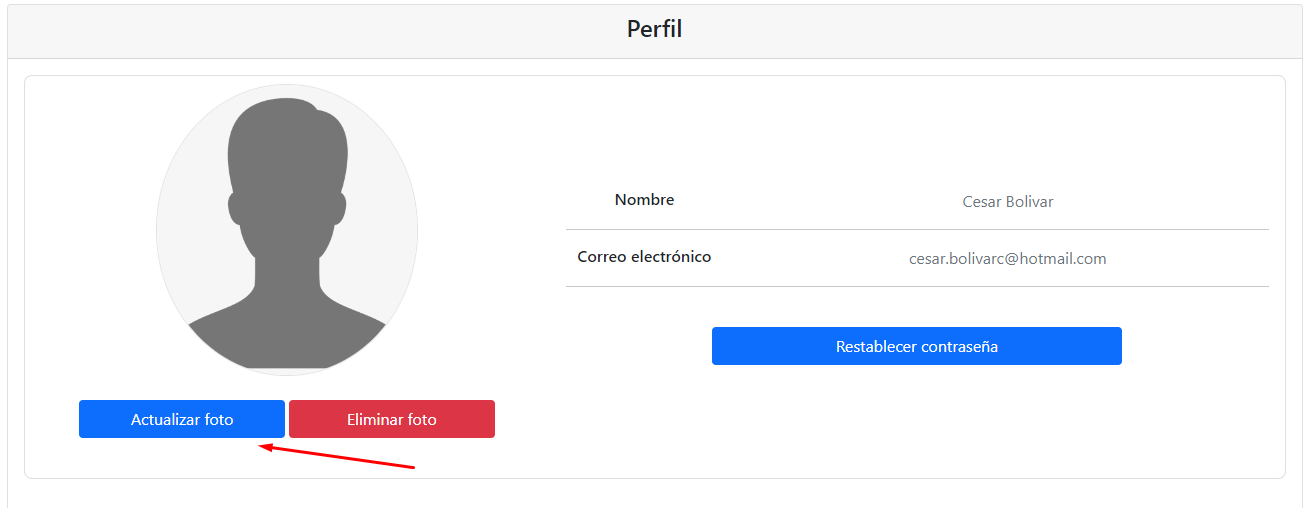 Perfil
Nombre
Cesar Bolivar
Correo electrónico
cesar.bolivarc@hotmail.com
Restablecer contraseña
Actualizar foto
Eliminar foto